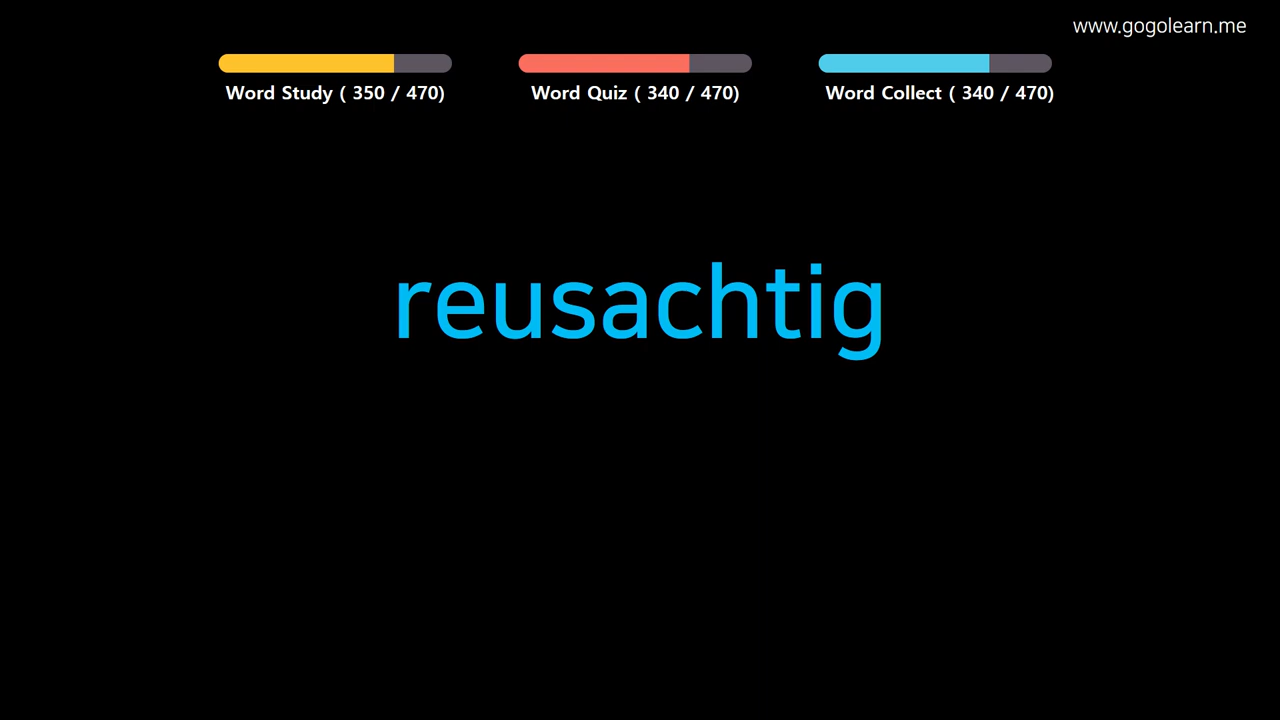 www.gogolearn.me
Word Study ( 350 / 470)
Word Quiz ( 340 / 470)
Word Collect ( 340 / 470)
reusachtig